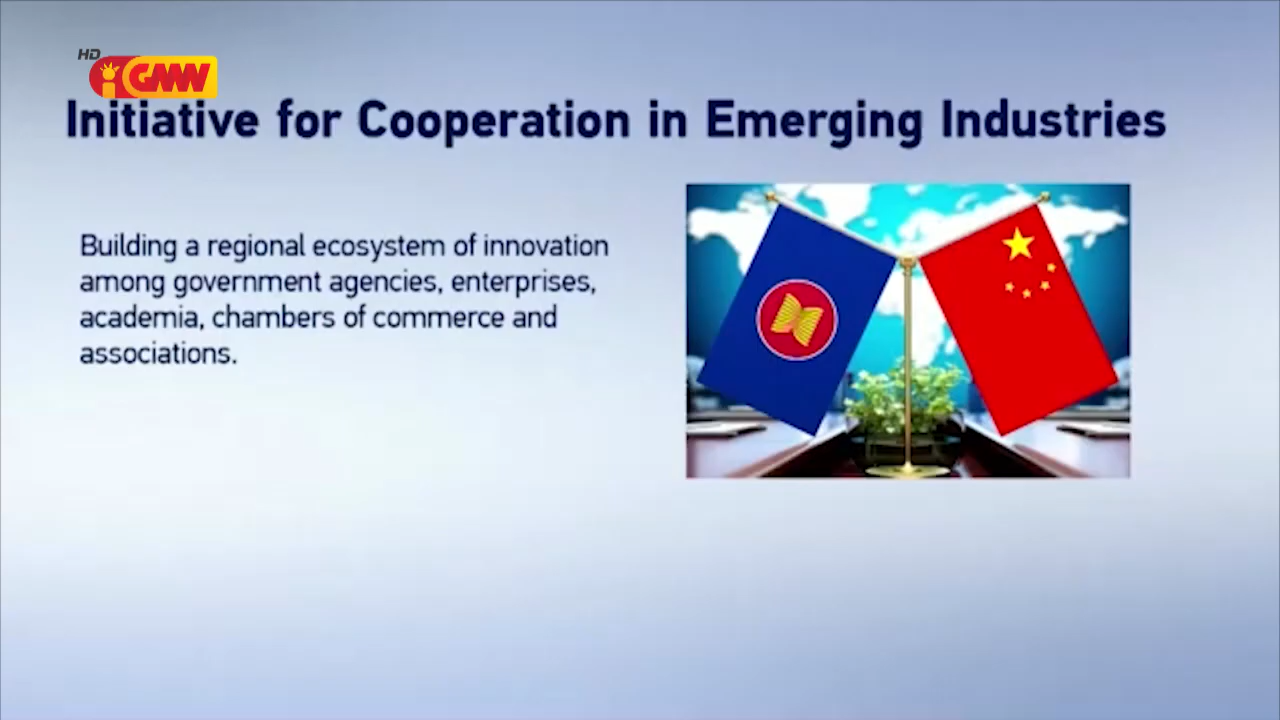 HD
iGMW
Initiative for Cooperation in Emerging Industries
Building a regional ecosystem of innovation
among government agencies, enterprises,
academia, chambers of commerce and
associations.